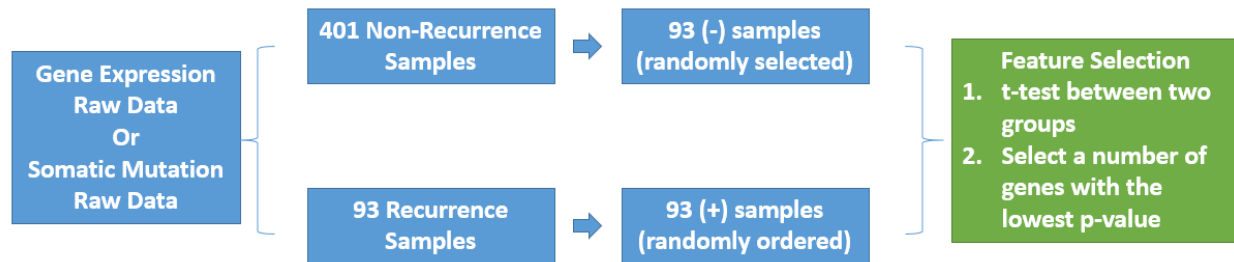 Gene Expression
Raw Data
Or
Somatic Mutation
Raw Data
401 Non-Recurrence
Samples
93 (-) samples
(randomly selected)
93 Recurrence
Samples
93 (+) samples
(randomly ordered)
Feature Selection
1. t-test between two
groups
2. Select a number of
genes with the
lowest p-value